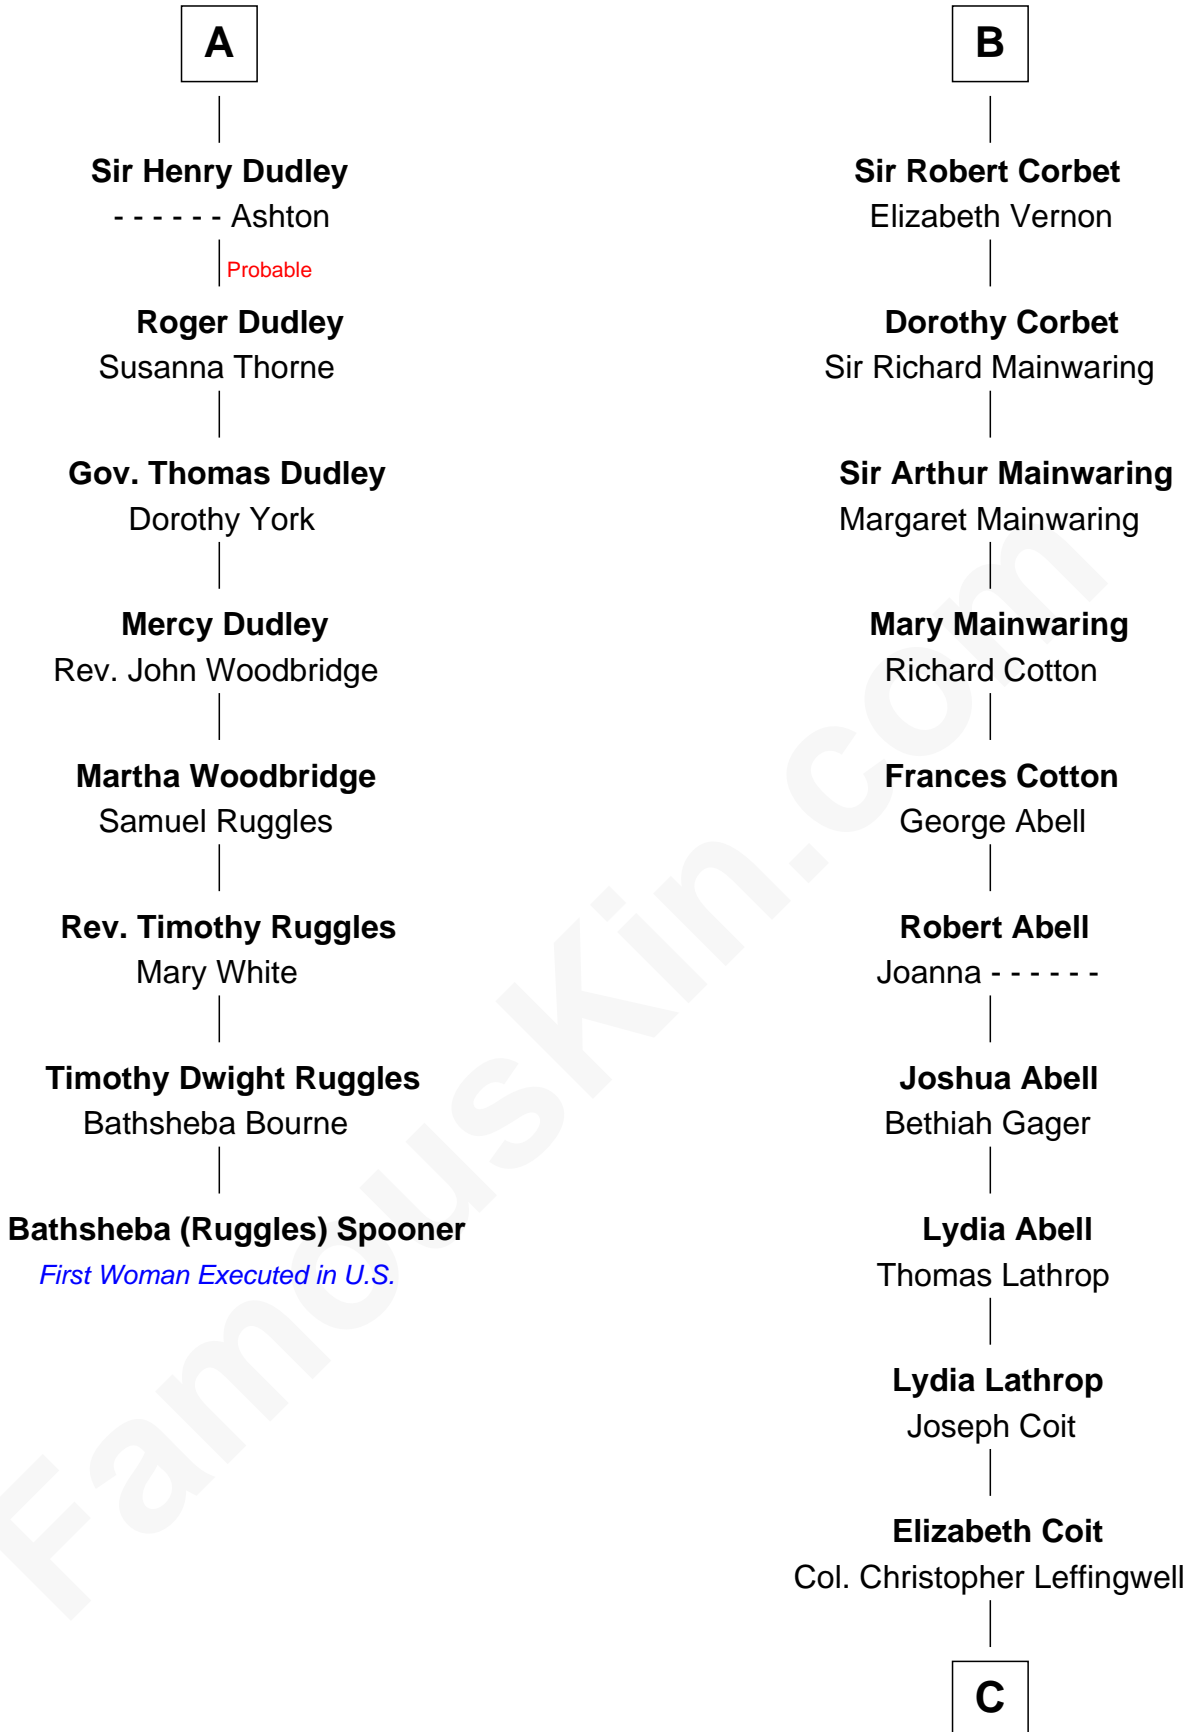 A
Sir Henry Dudley
- - - - - - Ashton
Probable
Roger Dudley
Susanna Thorne
Gov. Thomas Dudley
Dorothy York
Mercy Dudley
Rev. John Woodbridge
Martha Woodbridge
Samuel Ruggles
Rev. Timothy Ruggles
Mary White
Timothy Dwight Ruggles
Bathsheba Bourne
Bathsheba (Ruggles) Spooner
First Woman Executed in U.S.
B
Sir Robert Corbet
Elizabeth Vernon
Dorothy Corbet
Sir Richard Mainwaring
Sir Arthur Mainwaring
Margaret Mainwaring
Mary Mainwaring
Richard Cotton
Frances Cotton
George Abell
Robert Abell
Joanna - - - - - -
Joshua Abell
Bethiah Gager
Lydia Abell
Thomas Lathrop
Lydia Lathrop
Joseph Coit
Elizabeth Coit
Col. Christopher Leffingwell
C
FamousKin.com